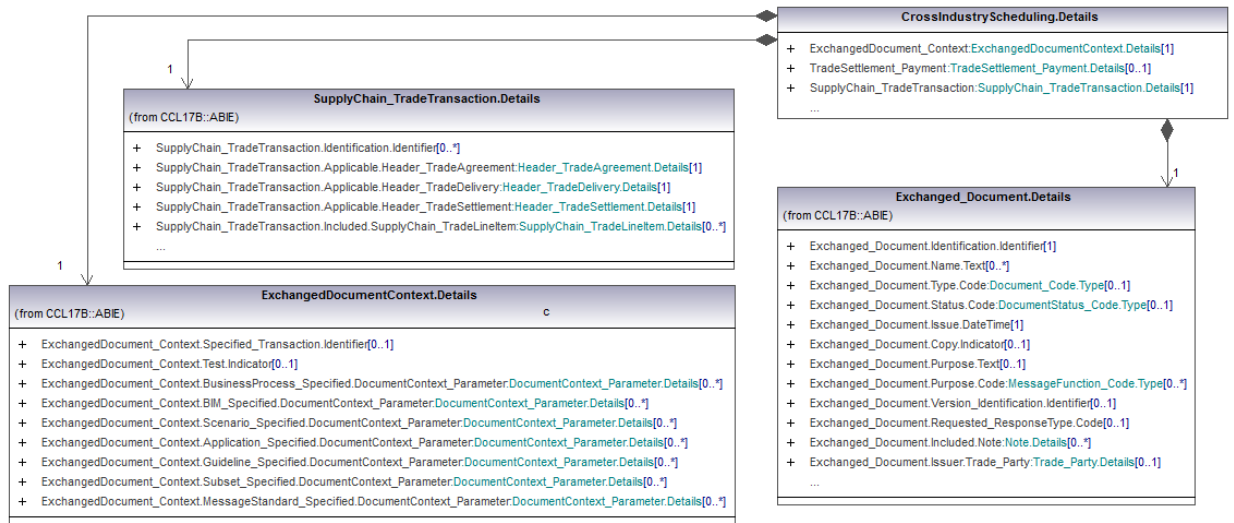 CrossIndustryScheduling.Details
+ ExchangedDocument_Context:ExchangedDocumentContext.Details[1]
+ TradeSettlement_Payment:TradeSettlement_Payment.Details[0..1]
+ SupplyChain_TradeTransaction:SupplyChain_TradeTransaction.Details[1]
...
1
SupplyChain_TradeTransaction.Details
(from CCL17B::ABIE)
+ SupplyChain_TradeTransaction.Identification.Identifier[0..*]
+ SupplyChain_TradeTransaction.Applicable.Header_TradeAgreement:Header_TradeAgreement.Details[1]
+ SupplyChain_TradeTransaction.Applicable.Header_TradeDelivery:Header_TradeDelivery.Details[1]
+ SupplyChain_TradeTransaction.Applicable.Header_TradeSettlement:Header_TradeSettlement.Details[1]
+ SupplyChain_TradeTransaction.Included.SupplyChain_TradeLineItem:SupplyChain_TradeLineItem.Details[0..*]
...
1
Exchanged_Document.Details
(from CCL17B::ABIE)
+ Exchanged_Document.Identification.Identifier[1]
+ Exchanged_Document.Name.Text[0..*]
+ Exchanged_Document.Type.Code:Document_Code.Type[0..1]
+ Exchanged_Document.Status.Code:DocumentStatus_Code.Type[0..1]
+ Exchanged_Document.Issue.DateTime[1]
+ Exchanged_Document.Copy.Indicator[0..1]
+ Exchanged_Document.Purpose.Text[0..1]
+ Exchanged_Document.Purpose.Code:MessageFunction_Code.Type[0..*]
+ Exchanged_Document.Version_Identification.Identifier[0..1]
+ Exchanged_Document.Requested_ResponseType.Code[0..1]
+ Exchanged_Document.Included.Note:Note.Details[0..*]
+ Exchanged_Document.Issuer.Trade_Party:Trade_Party.Details[0..1]
...
1
ExchangedDocumentContext.Details
(from CCL17B::ABIE) c
+ ExchangedDocument_Context.Specified_Transaction.Identifier[0..1]
+ ExchangedDocument_Context.Test.Indicator[0..1]
+ ExchangedDocument_Context.BusinessProcess_Specified.DocumentContext_Parameter:DocumentContext_Parameter.Details[0..*]
+ ExchangedDocument_Context.BIM_Specified.DocumentContext_Parameter:DocumentContext_Parameter.Details[0..*]
+ ExchangedDocument_Context.Scenario_Specified.DocumentContext_Parameter:DocumentContext_Parameter.Details[0..*]
+ ExchangedDocument_Context.Application_Specified.DocumentContext_Parameter:DocumentContext_Parameter.Details[0..*]
+ ExchangedDocument_Context.Guideline_Specified.DocumentContext_Parameter:DocumentContext_Parameter.Details[0..*]
+ ExchangedDocument_Context.Subset_Specified.DocumentContext_Parameter:DocumentContext_Parameter.Details[0..*]
+ ExchangedDocument_Context.MessageStandard_Specified.DocumentContext_Parameter:DocumentContext_Parameter.Details[0..*]